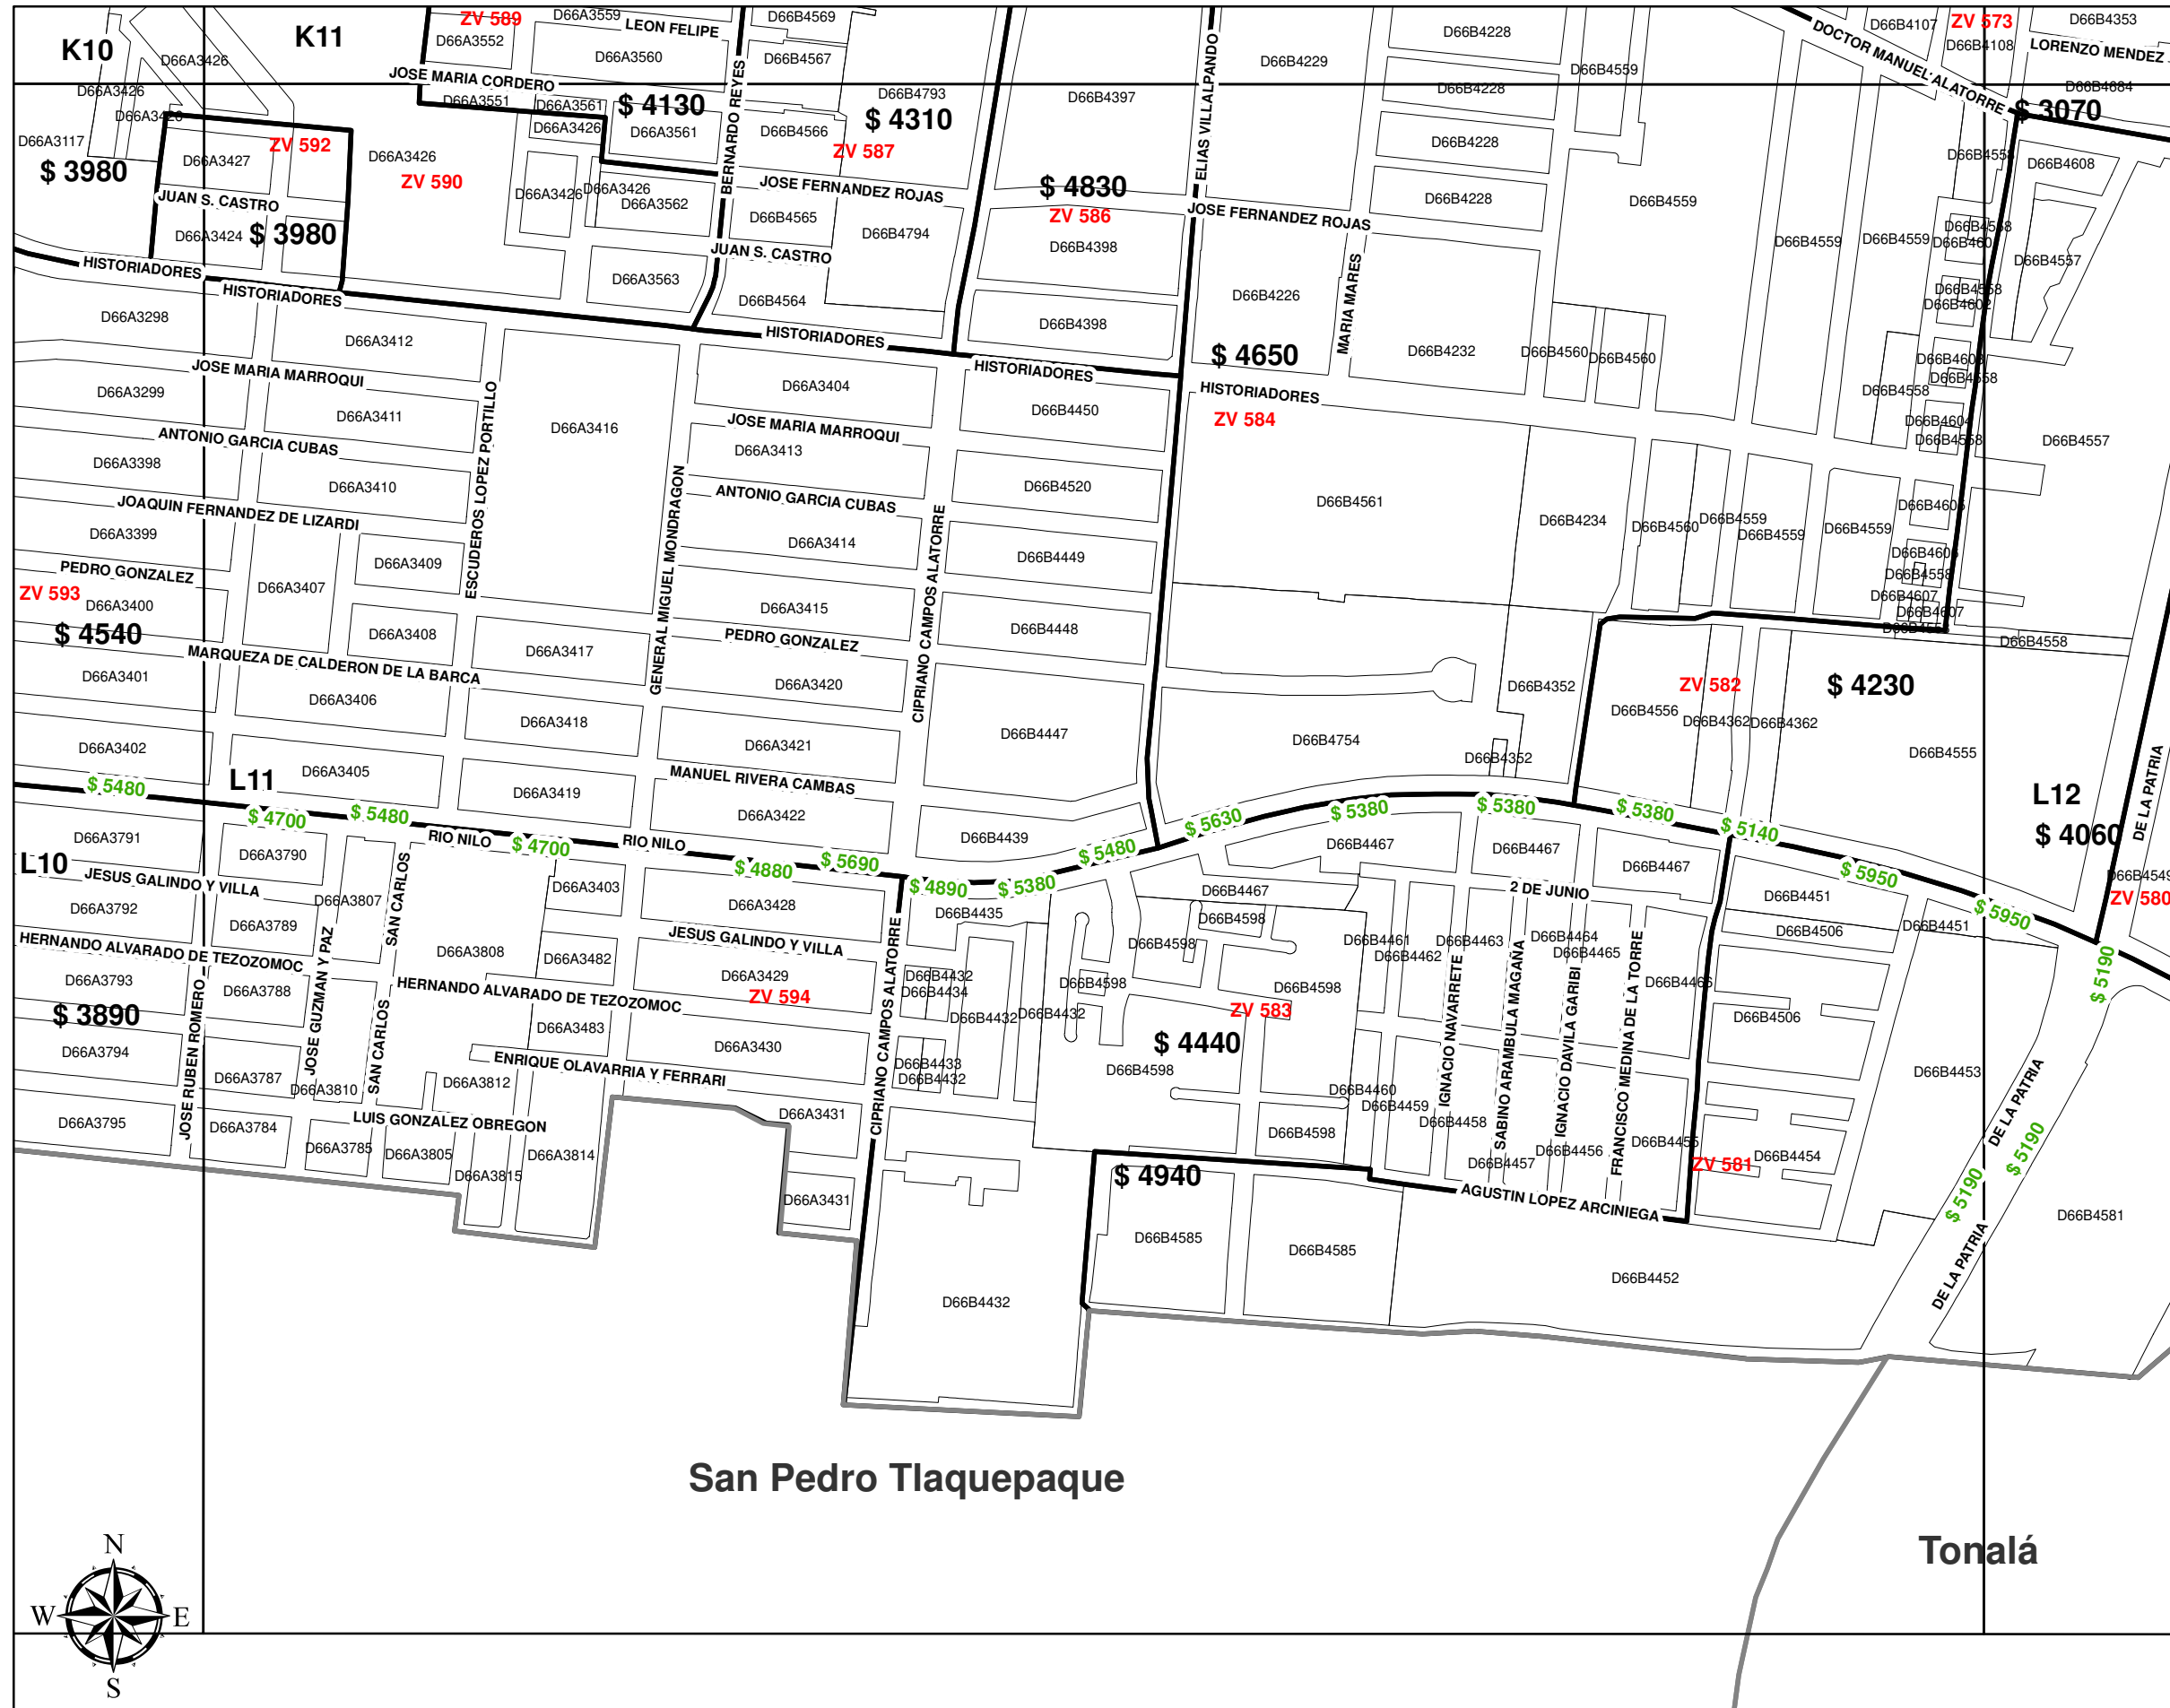 ZV 589
D66A3559
LEON FELIPE
D66B4569
D66B4107
ZV 573
D66B4353
K10
K11
D66A3552
D66A3560
D66B4567
D66B4228
D66B4108
LORENZO MENDEZ
DOCTOR MANUEL ALATORRE
D66A3426
D66B4229
D66B4559
JOSE MARIA CORDERO
BERNARDO REYES
ELIAS VILLALPANDO
D66A3426
D66A3551
D66A3561
$ 4130
D66B4793
D66B4397
D66B4228
D66B4684
$ 3070
D66A3426
D66A3426
D66A3561
D66B4566
$ 4310
D66A3117
ZV 592
D66A3427
D66A3426
ZV 587
D66B4228
D66B4558
D66B4608
$ 3980
ZV 590
D66A3426
D66A3426
JOSE FERNANDEZ ROJAS
$ 4830
ZV 586
JUAN S. CASTRO
D66A3562
D66B4565
JOSE FERNANDEZ ROJAS
D66B4228
D66B4559
D66A3424
$ 3980
D66B4794
D66B4398
D66B4559
D66B4559
D66B4558
D66B4557
JUAN S. CASTRO
HISTORIADORES
D66A3563
D66B4564
D66B4226
MARIA MARES
D66B4558
D66B4602
HISTORIADORES
D66A3298
D66A3412
HISTORIADORES
D66B4398
$ 4650
D66B4232
D66B4560
D66B4560
D66B4603
D66B4558
JOSE MARIA MARROQUI
HISTORIADORES
HISTORIADORES
D66A3299
D66A3411
ESCUDEROS LOPEZ PORTILLO
D66A3416
D66A3404
D66B4450
ZV 584
D66B4558
D66B4604
D66B4558
D66B4557
ANTONIO GARCIA CUBAS
JOSE MARIA MARROQUI
D66A3398
D66A3410
D66A3413
D66B4520
D66B4561
D66B4234
JOAQUIN FERNANDEZ DE LIZARDI
ANTONIO GARCIA CUBAS
GENERAL MIGUEL MONDRAGON
CIPRIANO CAMPOS ALATORRE
D66A3399
D66A3409
D66A3414
D66B4449
D66B4560
D66B4559
D66B4559
D66B4559
D66B4605
D66B4606
D66B4558
PEDRO GONZALEZ
ZV 593
D66A3400
D66A3407
D66A3415
D66B4448
D66B4607
D66B4607
D66B4558
$ 4540
D66A3408
D66A3417
PEDRO GONZALEZ
MARQUEZA DE CALDERON DE LA BARCA
D66A3401
D66A3406
D66A3420
D66B4352
ZV 582
$ 4230
D66A3418
D66A3421
D66B4447
D66B4754
D66B4556
D66B4362
D66B4362
D66B4555
D66A3402
D66A3405
D66B4352
DE LA PATRIA
L11
D66A3419
MANUEL RIVERA CAMBAS
L12
$ 5480
$ 4700
$ 5480
D66A3422
D66B4439
$ 5630
$ 5380
$ 5380
$ 5380
$ 5140
$ 4060
RIO NILO
$ 4700
RIO NILO
$ 4880
$ 5690
$ 4890
$ 5380
$ 5480
$ 5950
$ 5950
$ 5190
D66A3791
D66A3790
D66B4467
D66B4467
D66B4467
L10
JESUS GALINDO Y VILLA
D66A3807
SAN CARLOS
D66A3403
D66A3428
D66B4435
D66B4467
2 DE JUNIO
D66B4451
D66B4549
ZV 580
D66A3792
D66A3789
D66B4598
D66B4506
D66B4451
HERNANDO ALVARADO DE TEZOZOMOC
JOSE GUZMAN Y PAZ
D66A3808
D66A3482
JESUS GALINDO Y VILLA
D66B4598
D66B4461
D66B4462
D66B4463
D66B4464
D66B4465
D66B4466
D66A3793
D66A3788
HERNANDO ALVARADO DE TEZOZOMOC
D66A3429
ZV 594
D66B4432
D66B4434
D66B4598
D66B4598
ZV 583
$ 3890
JOSE RUBEN ROMERO
SAN CARLOS
D66A3483
D66B4432
D66B4432
$ 4440
D66B4506
CIPRIANO CAMPOS ALATORRE
IGNACIO NAVARRETE
SABINO ARAMBULA MAGAÑA
IGNACIO DAVILA GARIBI
FRANCISCO MEDINA DE LA TORRE
D66A3794
D66A3787
D66A3810
D66A3812
ENRIQUE OLAVARRIA Y FERRARI
D66A3430
D66B4433
D66B4432
D66B4598
D66B4460
D66B4459
D66B4458
D66B4453
DE LA PATRIA
D66A3795
D66A3784
D66A3785
LUIS GONZALEZ OBREGON
D66A3431
D66B4598
D66B4457
D66B4456
D66B4455
D66B4454
ZV 581
D66A3805
D66A3815
D66A3814
D66A3431
$ 4940
AGUSTIN LOPEZ ARCINIEGA
$ 5190
$ 5190
D66B4585
D66B4585
D66B4452
D66B4581
DE LA PATRIA
D66B4432
San Pedro Tlaquepaque
Tonalá
N
W
E
S